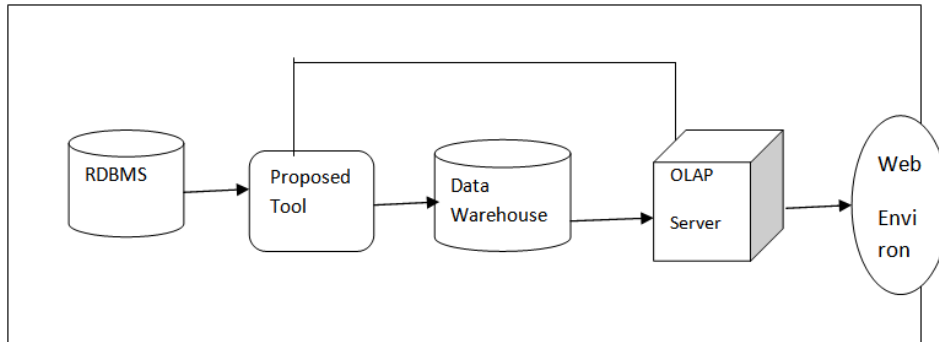 RDBMS
Proposed
Tool
Data
Warehouse
OLAP
Server
Web
Envi
ron